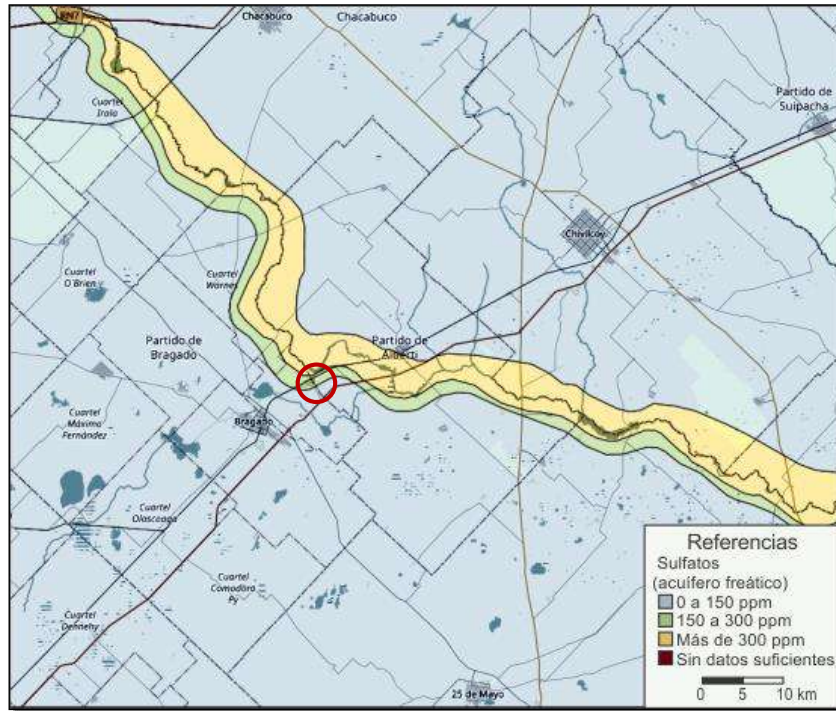 RN7
Chacabuco
Chacabuco
Cuartel
Irala
Partido de
Suipacha
Chivilcoy
Cuartel
O'Brien
Cuartel
Warnes
Partido de
Bragado
Partido de
Alberti
Cuartel
Máximo
Fernández
Bragado
Cuartel
Olascoaga
Cuartel
Comodoro
Py
Cuartel
Dennehy
25 de Mayo
Referencias
Sulfatos
(acuífero freático)
0 a 150 ppm
150 a 300 ppm
Más de 300 ppm
Sin datos suficientes
0 5 10 km